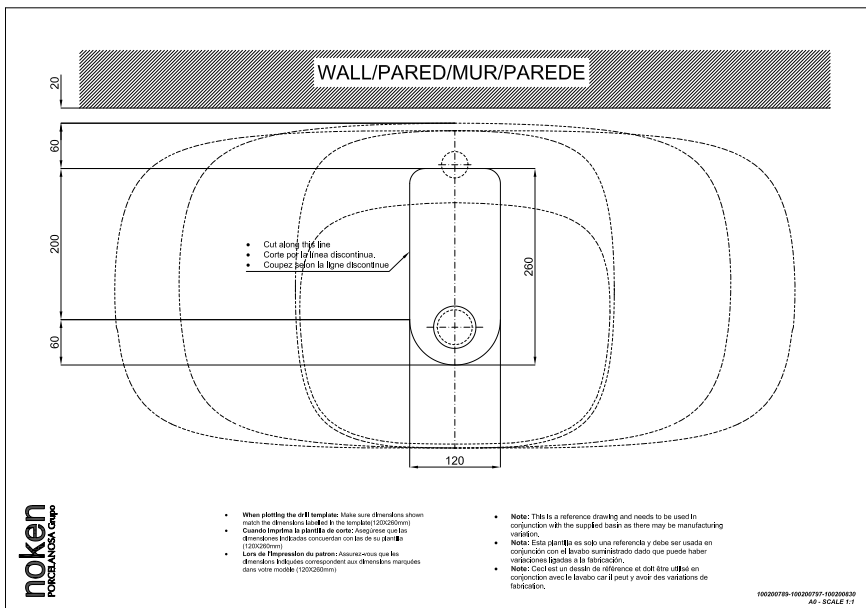 WALL/PARED/MUR/PAREDE
20
60
200
60
260
120
• Cut along this line
• Corte por la línea discontinua.
• Coupez selon la ligne discontinue
noken
PORCELANOSA Grupo
• When plotting the drill template: Make sure dimensions shown
match the dimensions labelled in the template(120X260mm)
• Cuando imprima la plantilla de corte: Asegúrese que las
dimensiones indicadas concuerdan con las de su plantilla
(120X260mm)
• Lors de l'impression du patron: Assurez-vous que les
dimensions indiquées correspondent aux dimensions marquées
dans votre modèle (120X260mm)
• Note: This is a reference drawing and needs to be used in
conjunction with the supplied basin as there may be manufacturing
variation.
• Nota: Esta plantilla es solo una referencia y debe ser usada en
conjunción con el lavabo suministrado dado que puede haber
variaciones ligadas a la fabricación.
• Note: Ceci est un dessin de référence et doit être utilisé en
conjonction avec le lavabo car il peut y avoir des variations de
fabrication.
100200789-100200797-100200830
A0 - SCALE 1:1